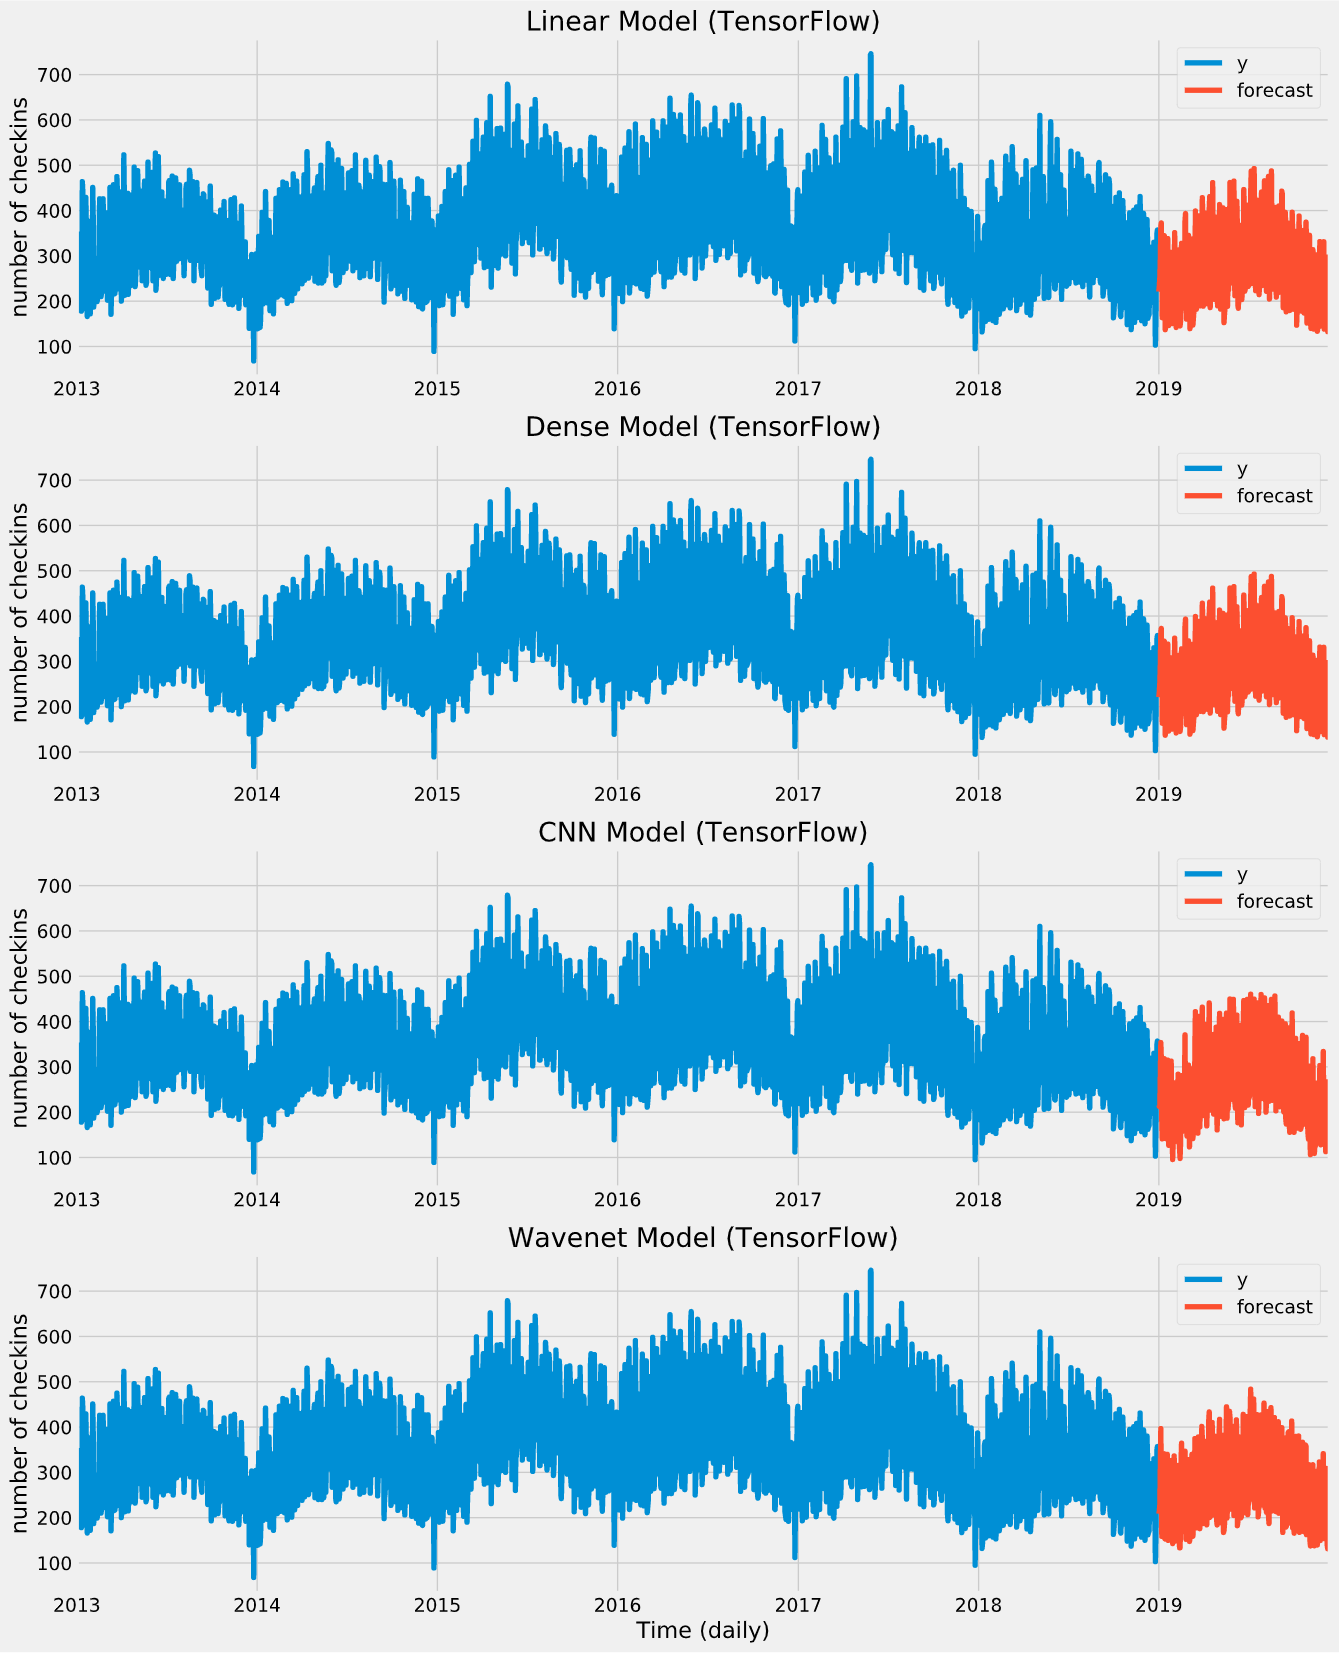 Linear Model (TensorFlow)
y
forecast
number of checkins
700
600
500
400
300
200
100
2013 2014 2015 2016 2017 2018 2019
Dense Model (TensorFlow)
y
forecast
number of checkins
700
600
500
400
300
200
100
2013 2014 2015 2016 2017 2018 2019
CNN Model (TensorFlow)
y
forecast
number of checkins
700
600
500
400
300
200
100
2013 2014 2015 2016 2017 2018 2019
Wavenet Model (TensorFlow)
y
forecast
number of checkins
700
600
500
400
300
200
100
2013 2014 2015 2016 2017 2018 2019
Time (daily)